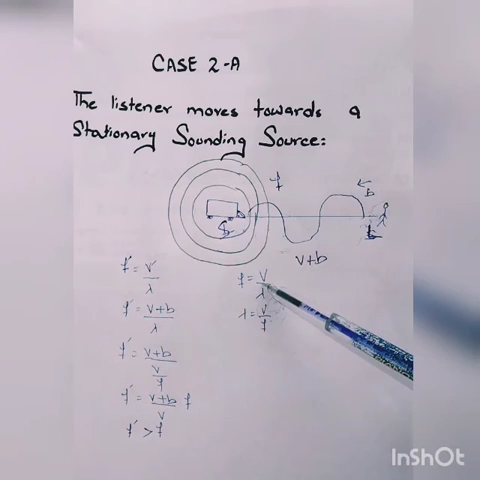 CASE 2-A
The listener moves towards a
Stationary Sounding Source:
f
b
S
L
v+b
f' = v'/λ
f' = v+b/λ
f' = v+b/v/f
f' = v+b/v f
f' > f
f = v/λ
λ = v/f
InShOt